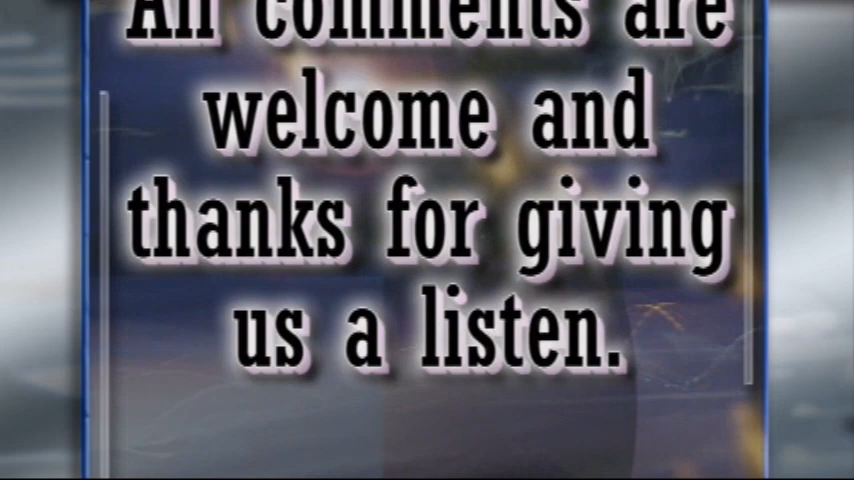 All comments are
welcome and
thanks for giving
us a listen.